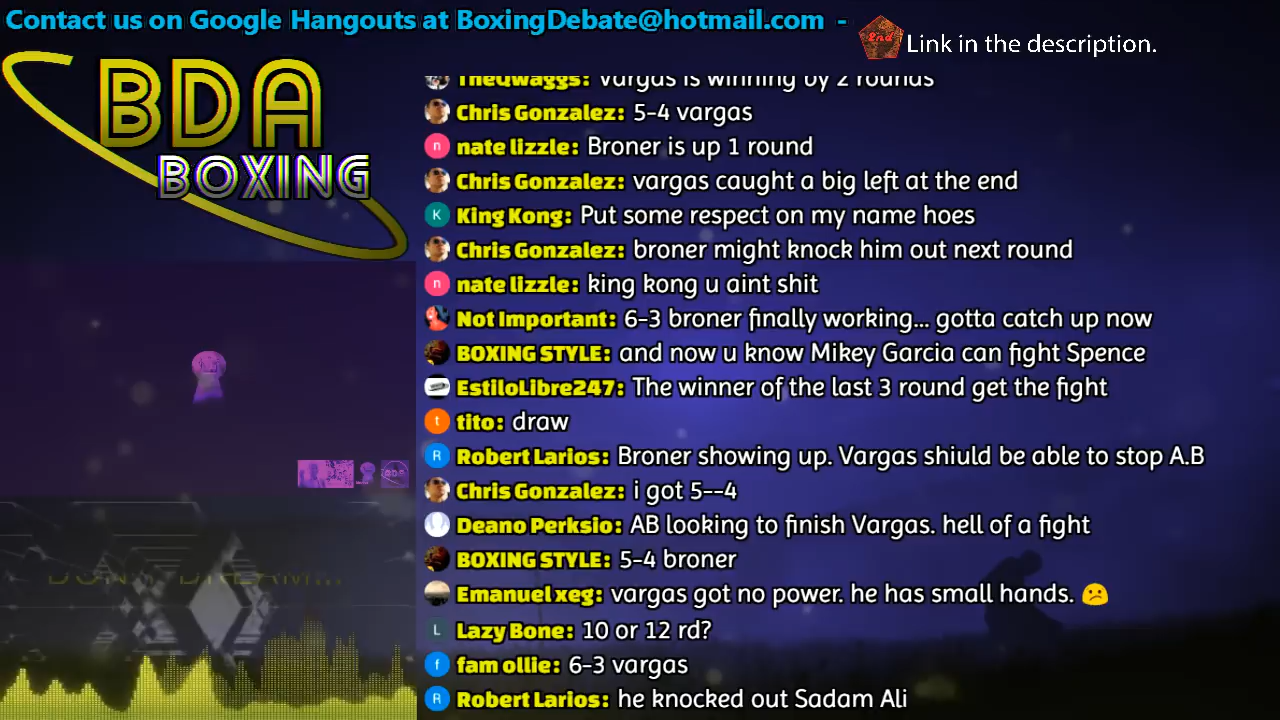 Contact us on Google Hangouts at BoxingDebate@hotmail.com -
2nd
Link in the description.
BDA
BOXING
TheQwaggs: Vargas is winning by 2 rounds
Chris Gonzalez: 5-4 vargas
n nate lizzle: Broner is up 1 round
Chris Gonzalez: vargas caught a big left at the end
K King Kong: Put some respect on my name hoes
Chris Gonzalez: broner might knock him out next round
n nate lizzle: king kong u aint shit
Not Important: 6-3 broner finally working... gotta catch up now
BOXING STYLE: and now u know Mikey Garcia can fight Spence
EstiloLibre247: The winner of the last 3 round get the fight
t tito: draw
R Robert Larios: Broner showing up. Vargas shiuld be able to stop A.B
Chris Gonzalez: i got 5--4
Deano Perksio: AB looking to finish Vargas. hell of a fight
BOXING STYLE: 5-4 broner
Emanuel xeg: vargas got no power. he has small hands. 😕
L Lazy Bone: 10 or 12 rd?
f fam ollie: 6-3 vargas
R Robert Larios: he knocked out Sadam Ali